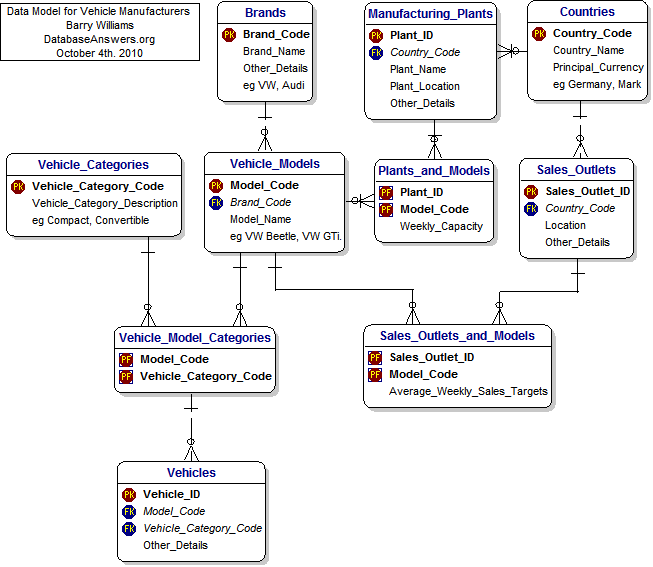 Data Model for Vehicle Manufacturers
Barry Williams
DatabaseAnswers.org
October 4th. 2010
Brands
PK Brand_Code
Brand_Name
Other_Details
eg VW, Audi
Manufacturing_Plants
PK Plant_ID
FK Country_Code
Plant_Name
Plant_Location
Other_Details
Countries
PK Country_Code
Country_Name
Principal_Currency
eg Germany, Mark
Vehicle_Categories
PK Vehicle_Category_Code
Vehicle_Category_Description
eg Compact, Convertible
Vehicle_Models
PK Model_Code
FK Brand_Code
Model_Name
eg VW Beetle, VW GTi.
Plants_and_Models
PF Plant_ID
PF Model_Code
Weekly_Capacity
Sales_Outlets
PK Sales_Outlet_ID
FK Country_Code
Location
Other_Details
Vehicle_Model_Categories
PF Model_Code
PF Vehicle_Category_Code
Sales_Outlets_and_Models
PF Sales_Outlet_ID
PF Model_Code
Average_Weekly_Sales_Targets
Vehicles
PK Vehicle_ID
FK Model_Code
FK Vehicle_Category_Code
Other_Details